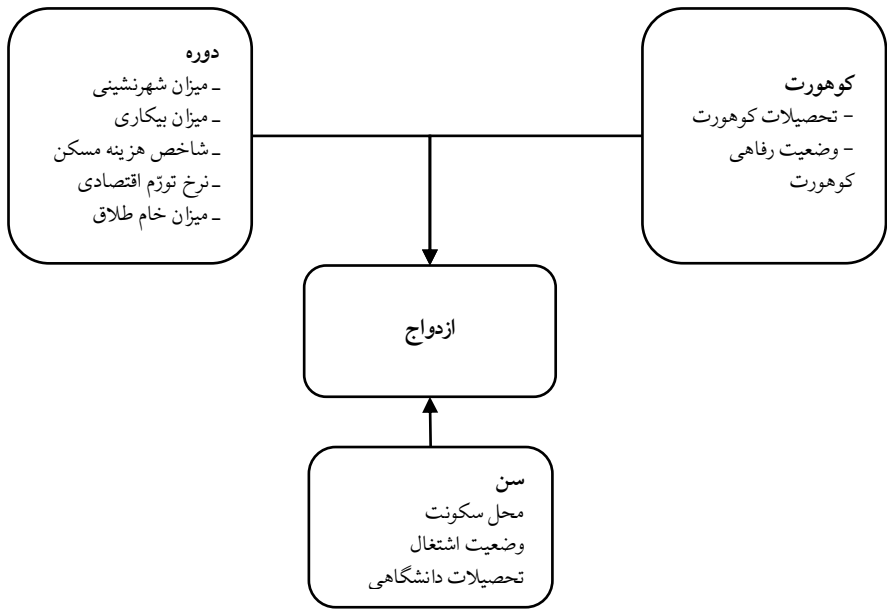 دوره
ـ میزان شهرنشینی
ـ میزان بیکاری
ـ شاخص هزینه مسکن
ـ نرخ تورّم اقتصادی
ـ میزان خام طلاق
کوهورت
- تحصیلات کوهورت
- وضعیت رفاهی
کوهورت
ازدواج
سن
محل سکونت
وضعیت اشتغال
تحصیلات دانشگاهی